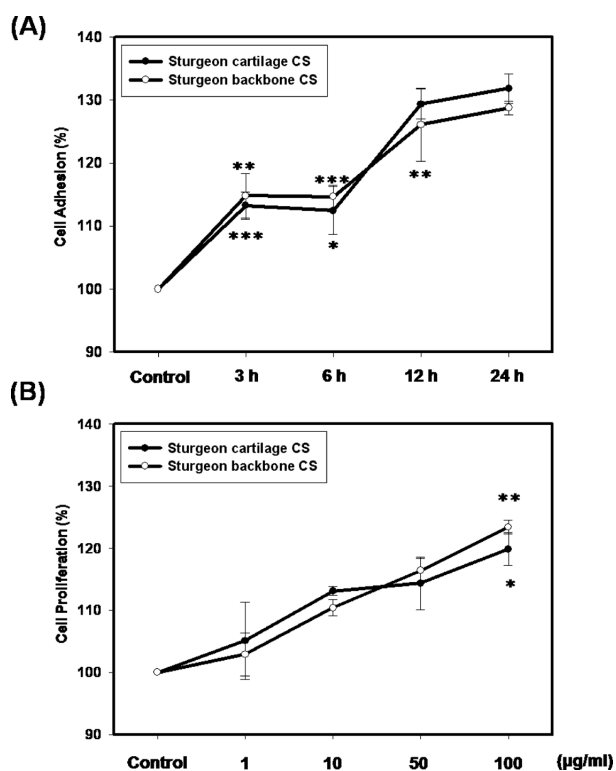 (A)
140
Sturgeon cartilage CS
Sturgeon backbone CS
130
120
110
100
90
Cell Adhesion (%)
** *** **
*** *
Control 3 h 6 h 12 h 24 h
(B)
140
Sturgeon cartilage CS
Sturgeon backbone CS
130
120
110
100
90
Cell Proliferation (%)
**
*
Control 1 10 50 100 (µg/ml)